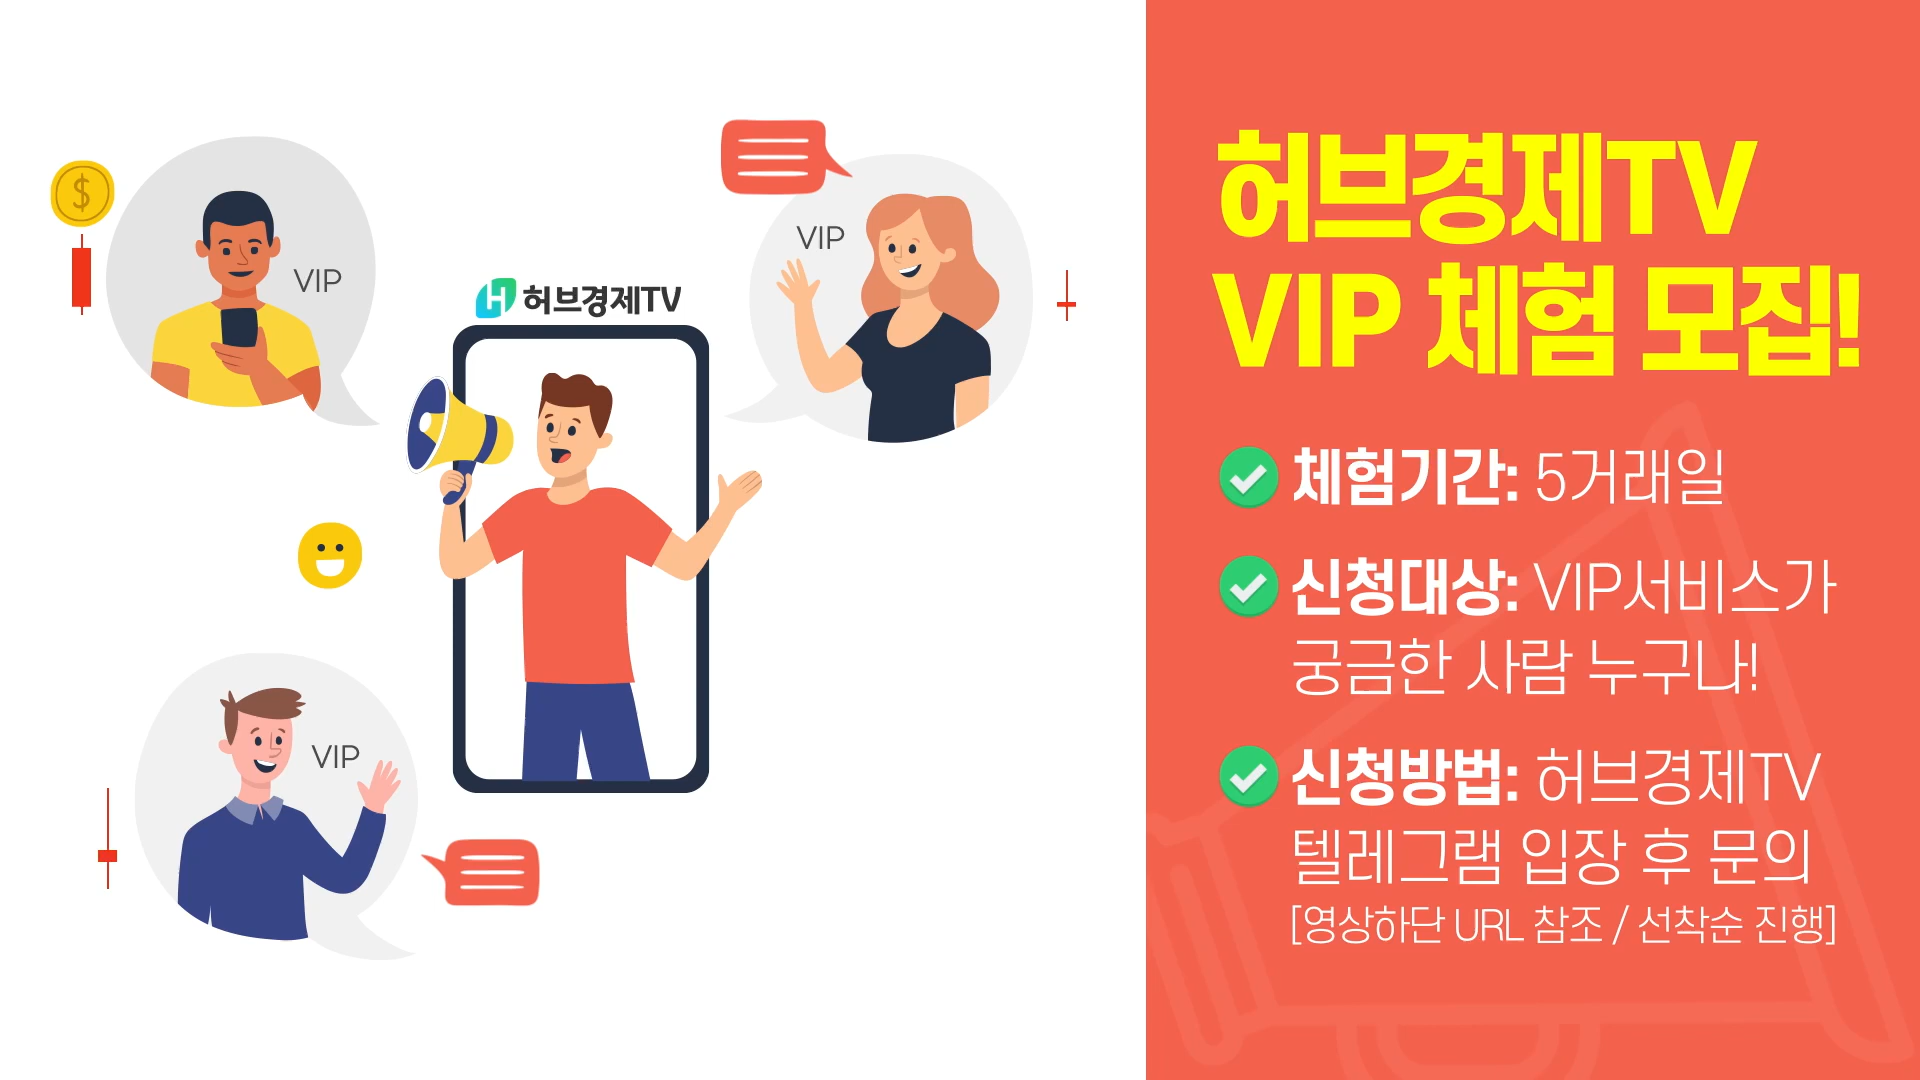 VIP
VIP
허브경제TV
VIP
허브경제TV
VIP 체험 모집!
체험기간: 5거래일
신청대상: VIP서비스가
궁금한 사람 누구나!
신청방법: 허브경제TV
텔레그램 입장 후 문의
[영상하단 URL 참조 / 선착순 진행]